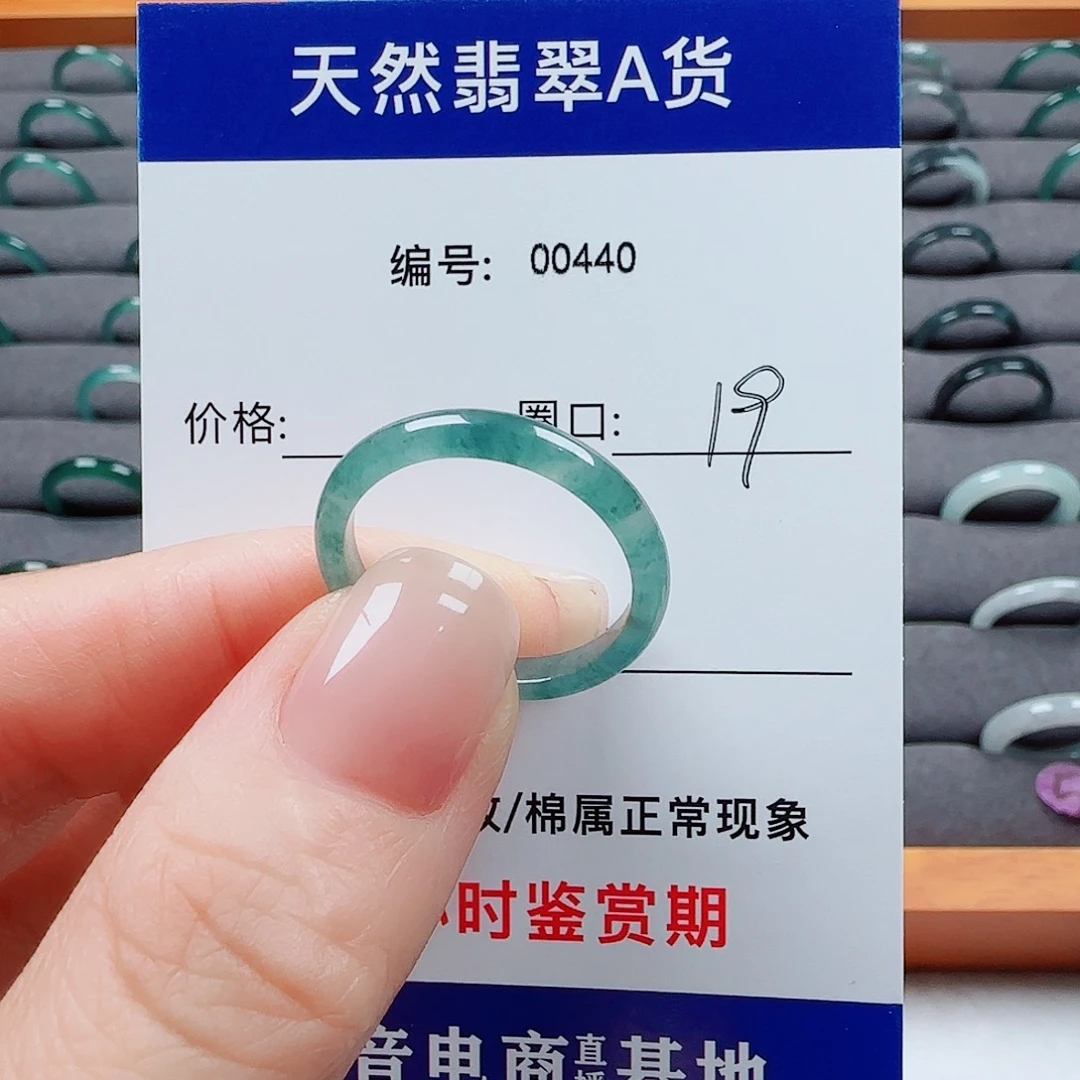 天然翡翠A货
编号: 00440
价格: 圈口: 19
/棉属正常现象
时鉴赏期
音电商直播基地